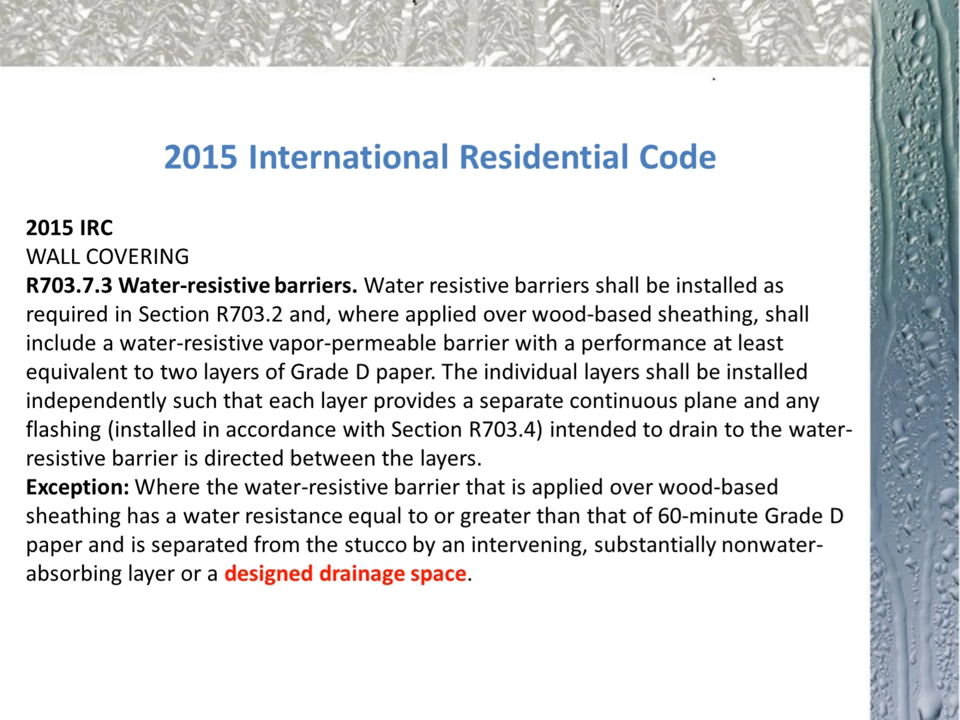 2015 International Residential Code
2015 IRC
WALL COVERING
R703.7.3 Water-resistive barriers. Water resistive barriers shall be installed as
required in Section R703.2 and, where applied over wood-based sheathing, shall
include a water-resistive vapor-permeable barrier with a performance at least
equivalent to two layers of Grade D paper. The individual layers shall be installed
independently such that each layer provides a separate continuous plane and any
flashing (installed in accordance with Section R703.4) intended to drain to the water-
resistive barrier is directed between the layers.
Exception: Where the water-resistive barrier that is applied over wood-based
sheathing has a water resistance equal to or greater than that of 60-minute Grade D
paper and is separated from the stucco by an intervening, substantially nonwater-
absorbing layer or a designed drainage space.